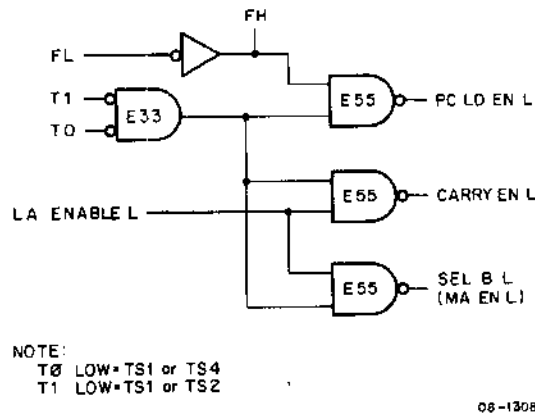 FH
FL
T1
E33
TO
E55
PC LD EN L
E55
CARRY EN L
LA ENABLE L
E55
SEL B L
(MA EN L)
NOTE:
TØ LOW=TS1 or TS4
T1 LOW=TS1 or TS2
08-1308